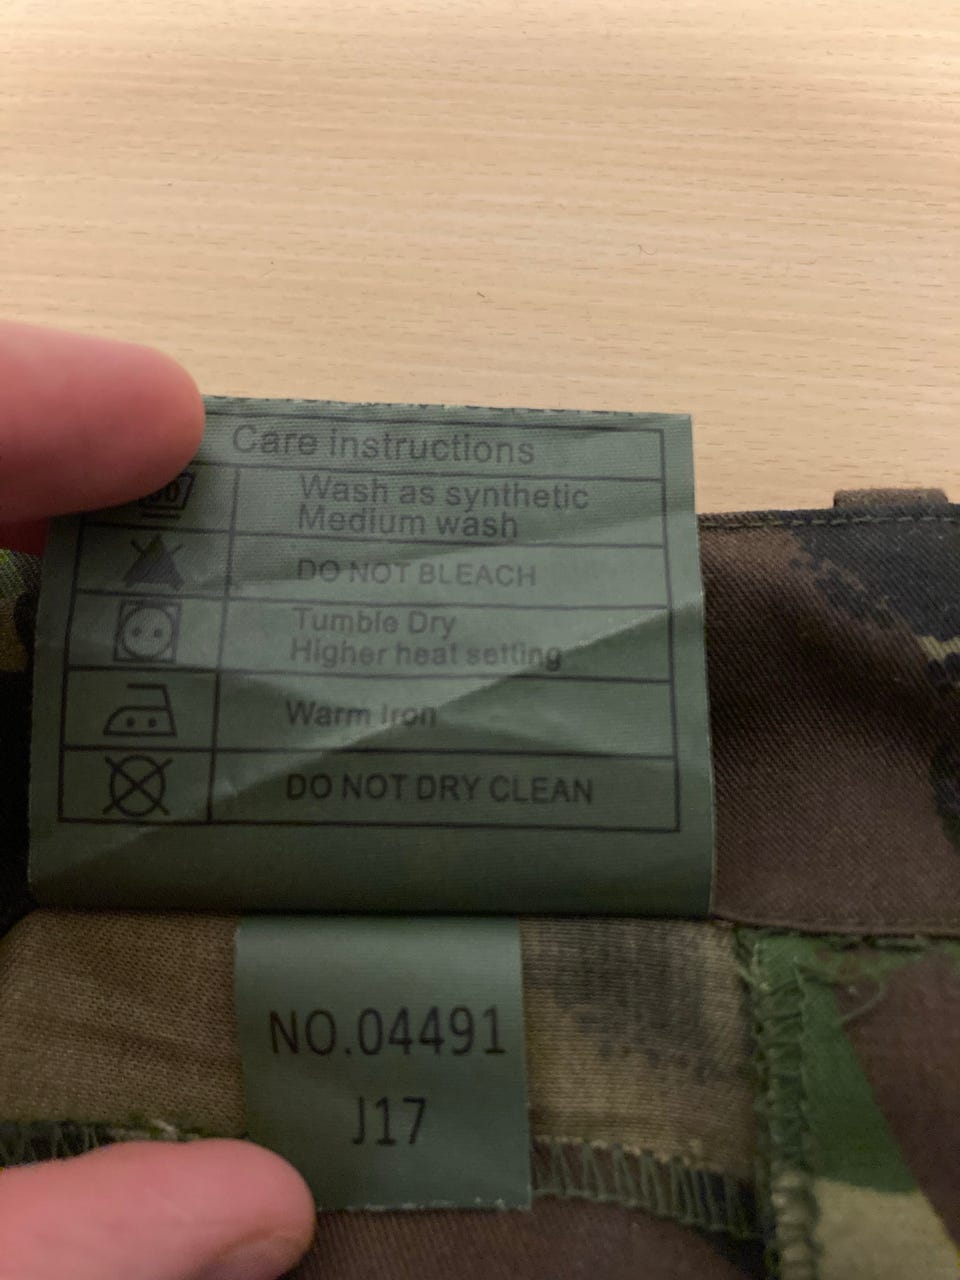 Care instructions
Wash as synthetic
Medium wash
DO NOT BLEACH
Tumble Dry
Higher heat setting
Warm Iron
DO NOT DRY CLEAN
NO.04491
J17